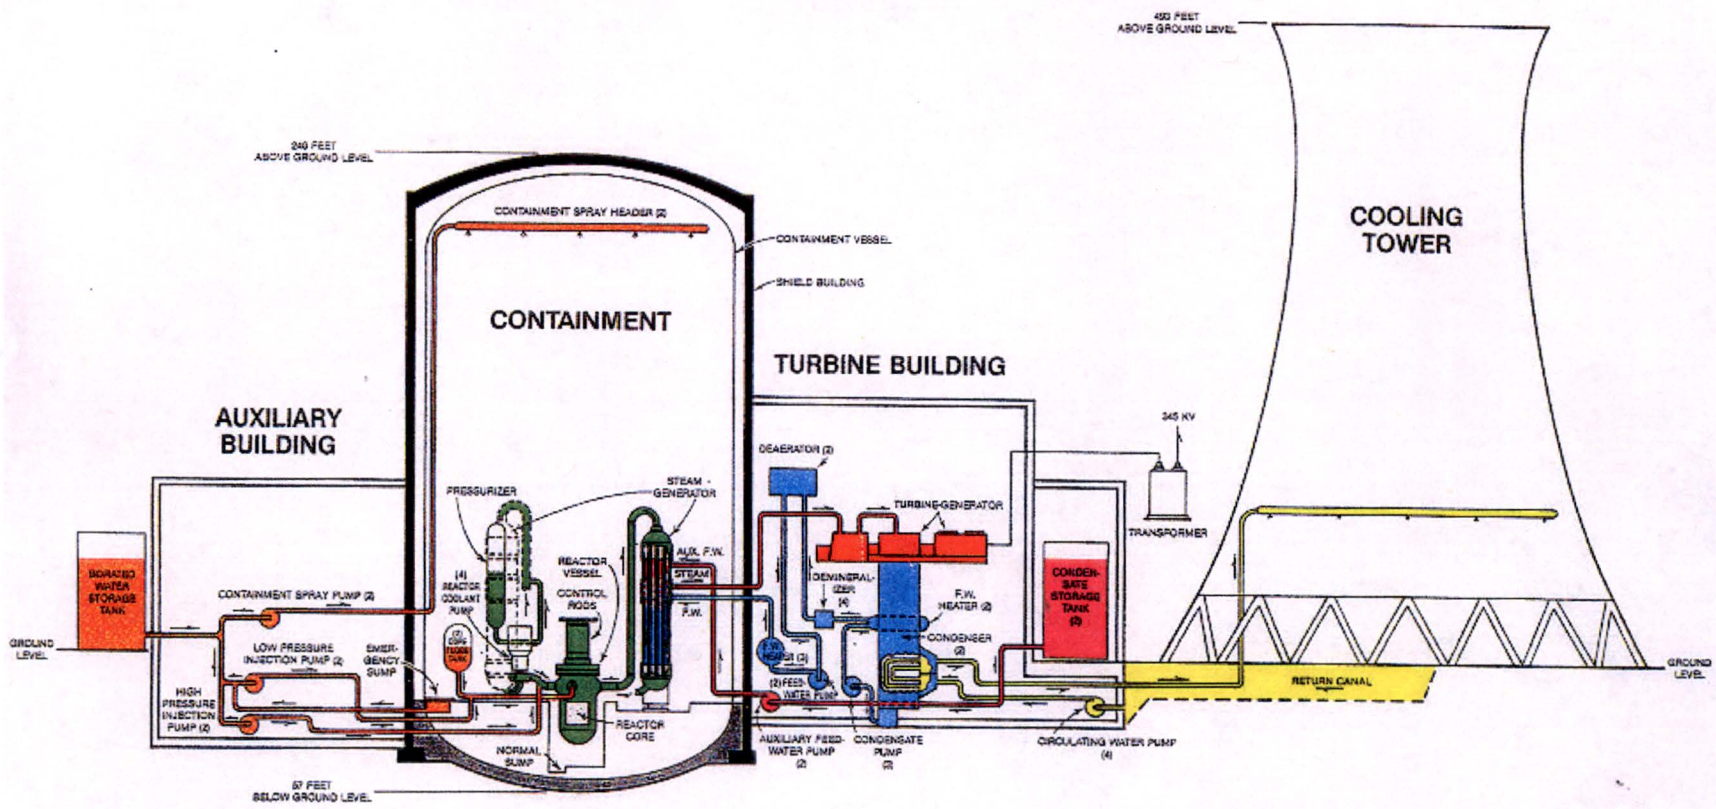 493 FEET
ABOVE GROUND LEVEL
246 FEET
ABOVE GROUND LEVEL
CONTAINMENT SPRAY HEADER (2)
COOLING
TOWER
CONTAINMENT VESSEL
SHIELD BUILDING
CONTAINMENT
TURBINE BUILDING
AUXILIARY
BUILDING
345 KV
DEAERATOR (2)
PRESSURIZER
STEAM -
GENERATOR
TURBINE-GENERATOR
TRANSFORMER
AUX. F.W.
STEAM
F.W.
REACTOR
VESSEL
CONTROL
RODS
(4)
REACTOR
COOLANT
PUMP
BORATED
WATER
STORAGE
TANK
DEMINERAL-
IZER
(4)
F.W.
HEATER (2)
CONDEN-
SATE
STORAGE
TANK
(2)
CONTAINMENT SPRAY PUMP (2)
CONDENSER
(2)
GROUND
LEVEL
LOW PRESSURE
INJECTION PUMP (2)
EMER-
GENCY
SUMP
(2)
CORE
FLOOD
TANK
F.W.
HEATER (3)
GROUND
LEVEL
RETURN CANAL
(2) FEED-
WATER PUMP
HIGH
PRESSURE
INJECTION
PUMP (2)
REACTOR
CORE
AUXILIARY FEED-
WATER PUMP
(2)
CONDENSATE
PUMP
(3)
CIRCULATING WATER PUMP
(4)
NORMAL
SUMP
57 FEET
BELOW GROUND LEVEL